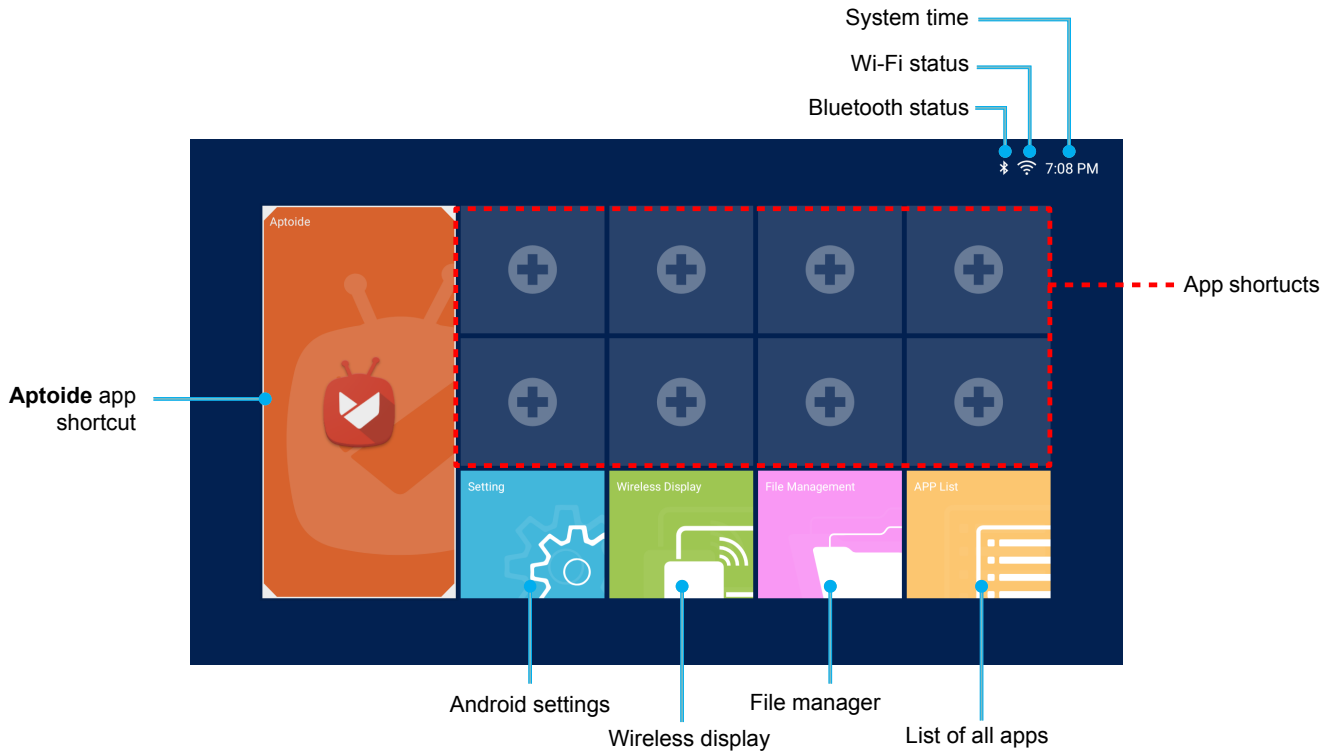 System time
Wi-Fi status
Bluetooth status
7:08 PM
Aptoide
App shortucts
Aptoide app
shortcut
Setting
Wireless Display
File Management
APP List
Android settings
File manager
Wireless display
List of all apps